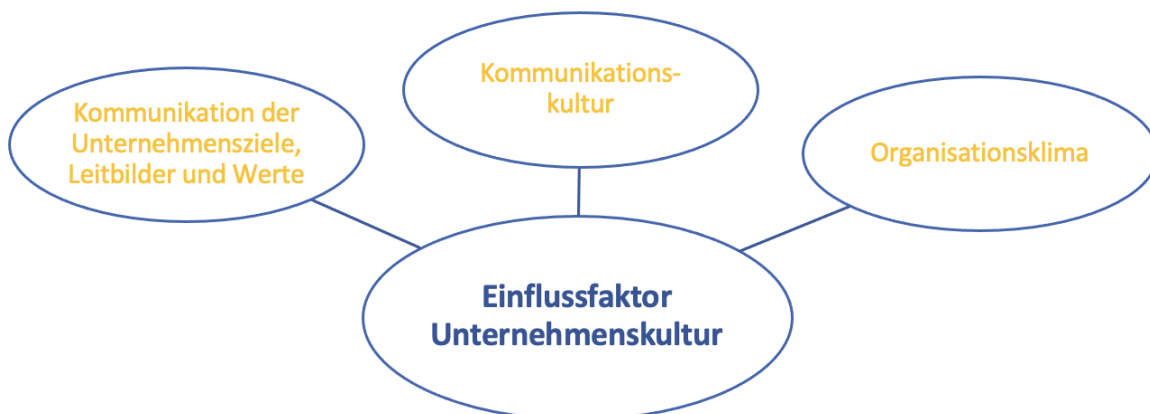 Kommunikation der
Unternehmensziele,
Leitbilder und Werte
Kommunikations-
kultur
Organisationsklima
Einflussfaktor
Unternehmenskultur